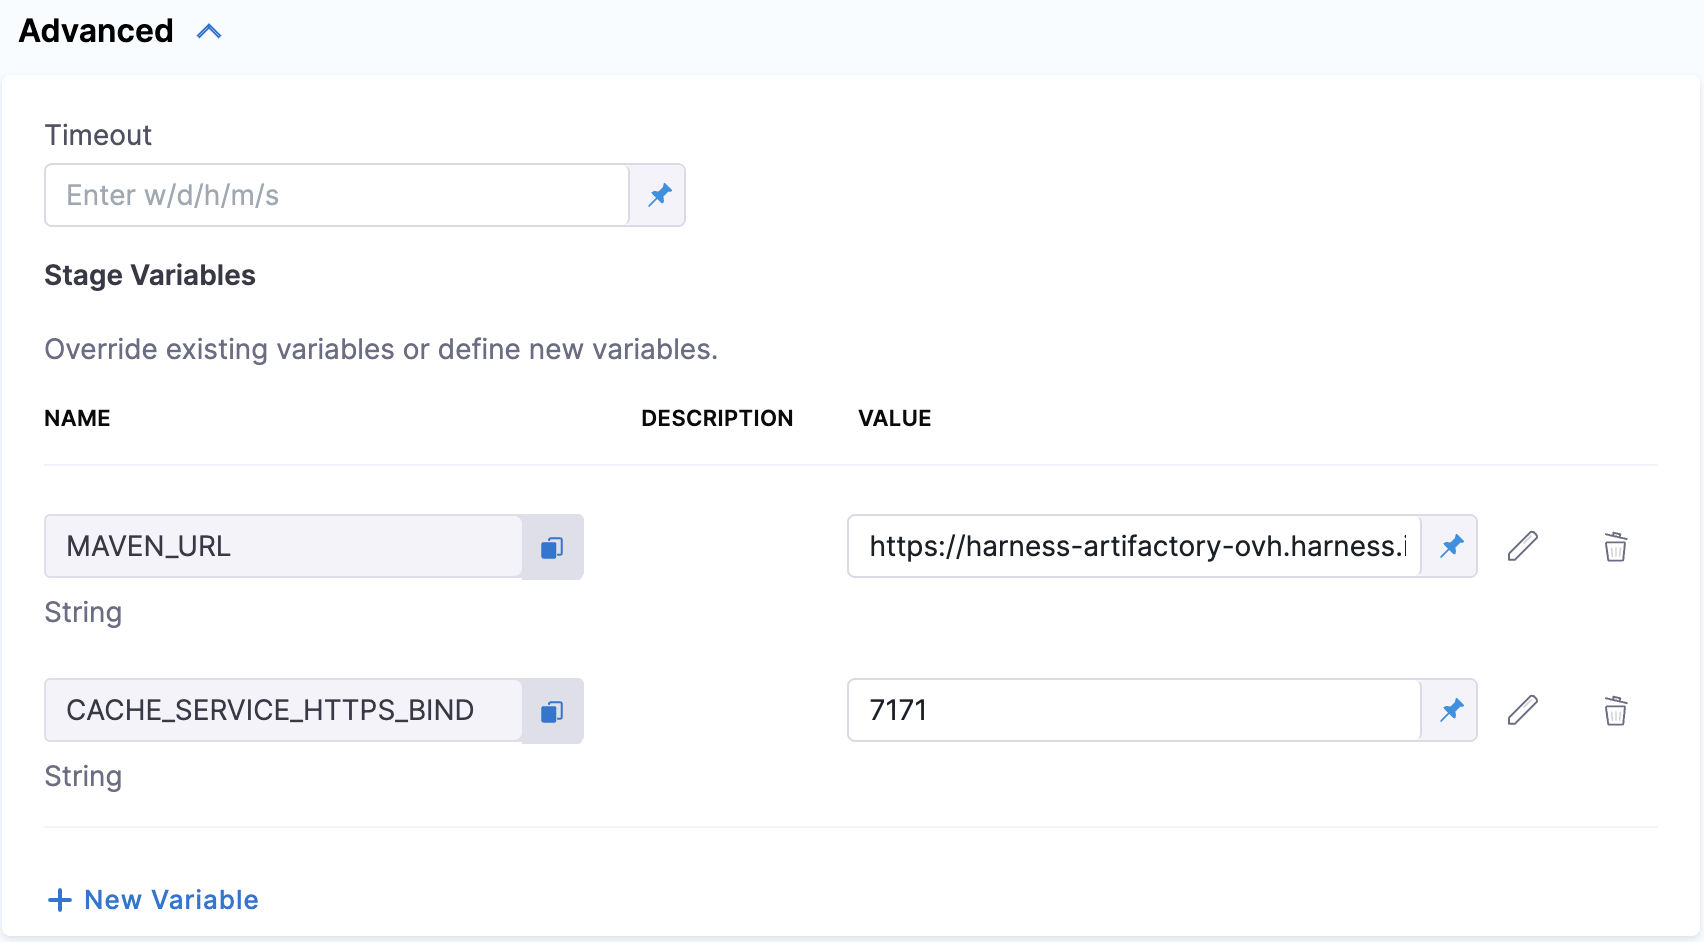 Advanced
Timeout
Enter w/d/h/m/s
Stage Variables
Override existing variables or define new variables.
NAME DESCRIPTION VALUE
MAVEN_URL https://harness-artifactory-ovh.harness.i
String
CACHE_SERVICE_HTTPS_BIND 7171
String
+ New Variable